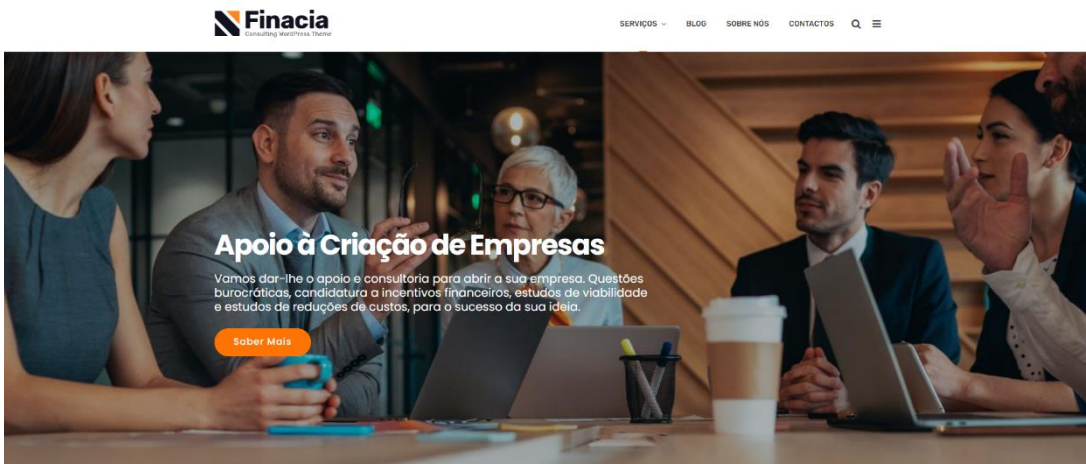 Finacia
Consulting WordPress Theme
SERVIÇOS
BLOG
SOBRE NÓS
CONTACTOS
Apoio à Criação de Empresas
Vamos dar-lhe o apoio e consultoria para abrir a sua empresa. Questões
burocráticas, candidatura a incentivos financeiros, estudos de viabilidade
e estudos de reduções de custos, para o sucesso da sua ideia.
Saber Mais